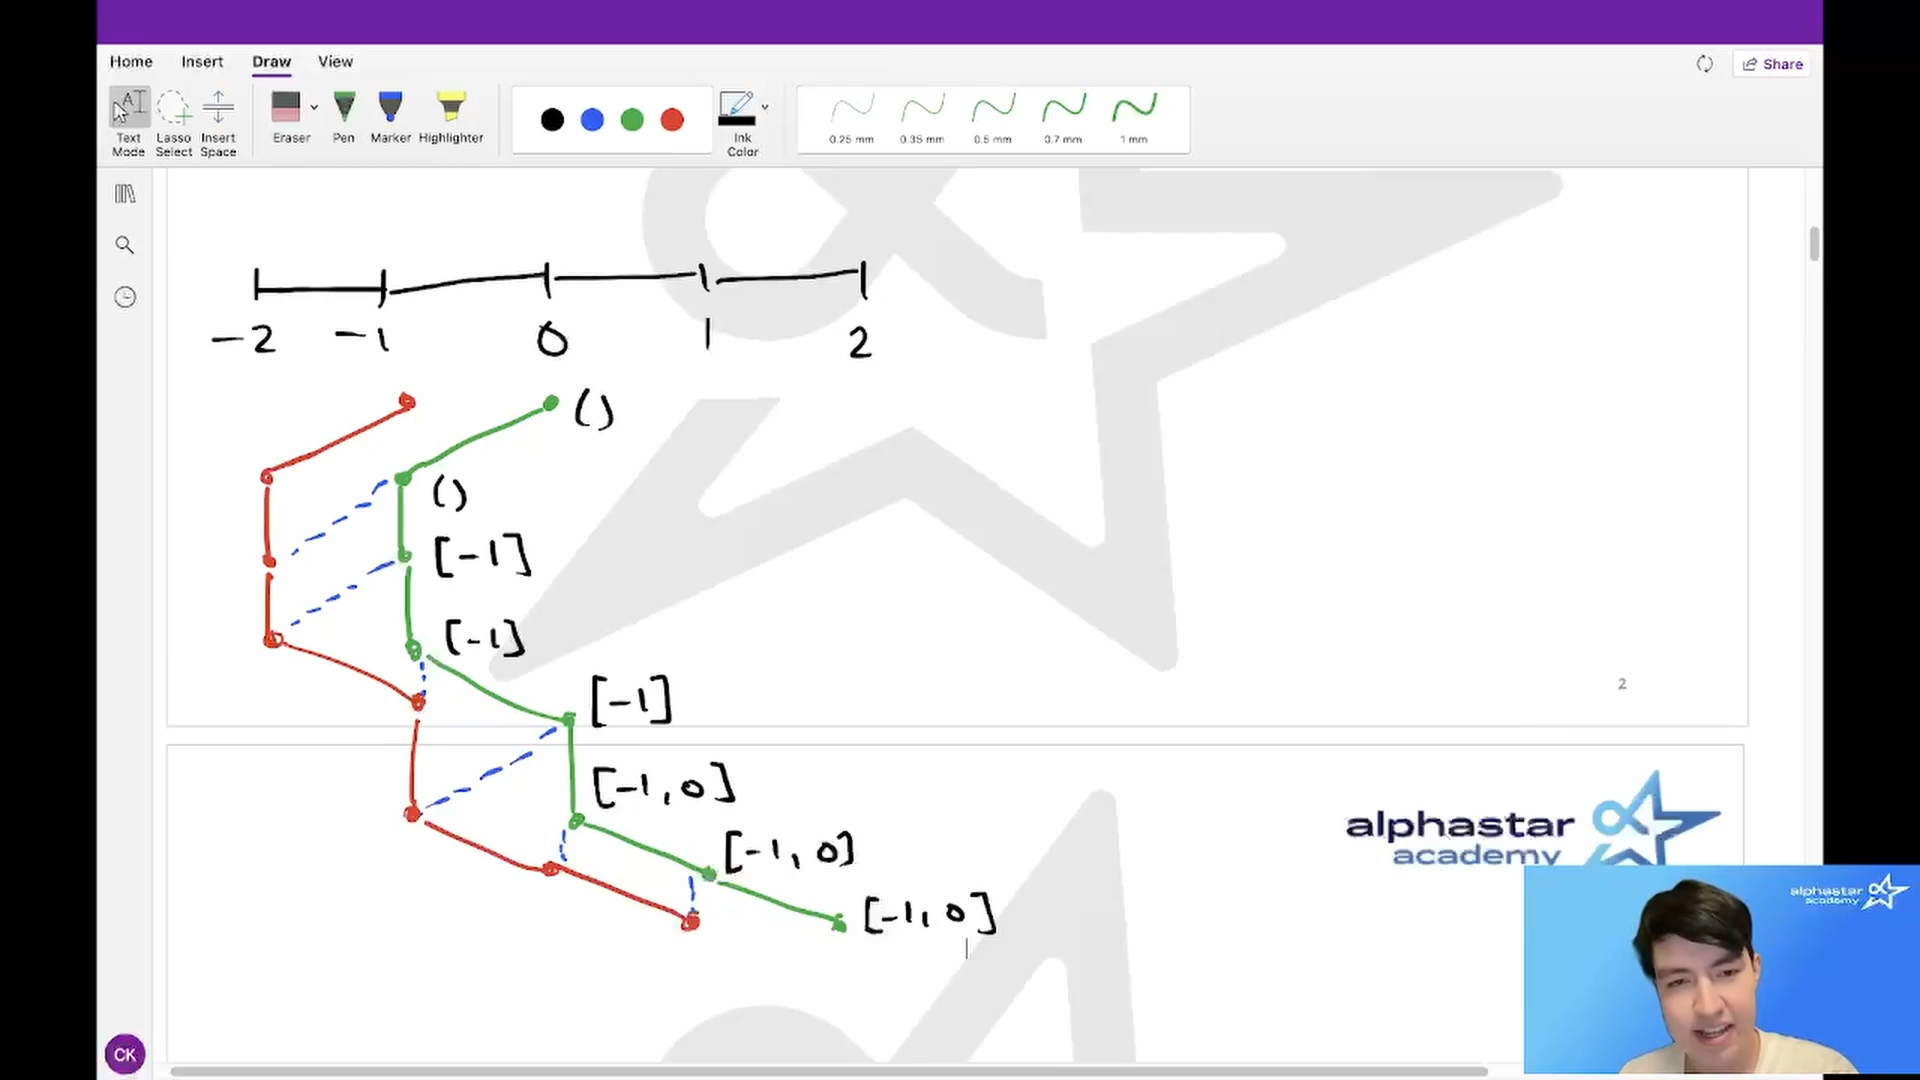 Home Insert Draw View
Share
Text Mode
Lasso Select
Insert Space
Eraser
Pen
Marker
Highlighter
Ink Color
0.25 mm
0.35 mm
0.5 mm
0.7 mm
1 mm
-2 -1 0 1 2
()
()
[-1]
[-1]
[-1]
[-1, 0]
[-1, 0]
[-1, 0]
2
alphastar
academy
alphastar
academy
CK